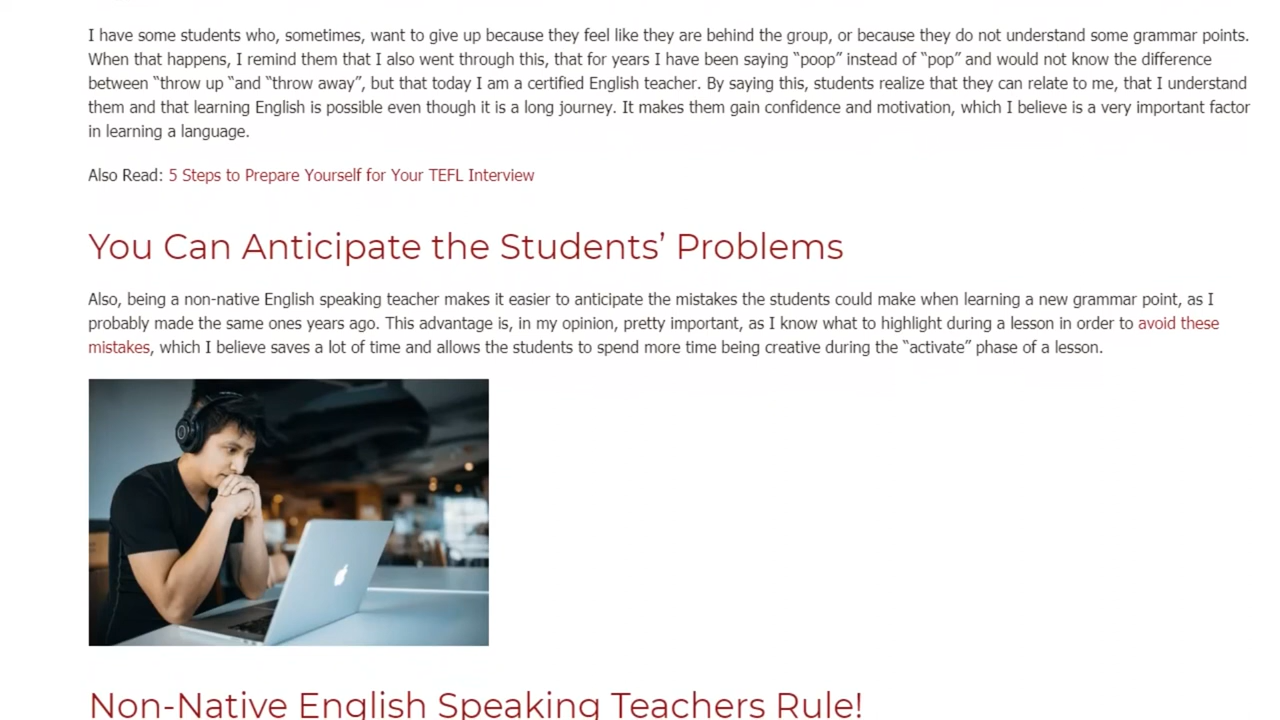 I have some students who, sometimes, want to give up because they feel like they are behind the group, or because they do not understand some grammar points.
When that happens, I remind them that I also went through this, that for years I have been saying “poop” instead of “pop” and would not know the difference
between “throw up “and “throw away”, but that today I am a certified English teacher. By saying this, students realize that they can relate to me, that I understand
them and that learning English is possible even though it is a long journey. It makes them gain confidence and motivation, which I believe is a very important factor
in learning a language.
Also Read: 5 Steps to Prepare Yourself for Your TEFL Interview
You Can Anticipate the Students’ Problems
Also, being a non-native English speaking teacher makes it easier to anticipate the mistakes the students could make when learning a new grammar point, as I
probably made the same ones years ago. This advantage is, in my opinion, pretty important, as I know what to highlight during a lesson in order to avoid these
mistakes, which I believe saves a lot of time and allows the students to spend more time being creative during the “activate” phase of a lesson.
Non-Native English Speaking Teachers Rule!